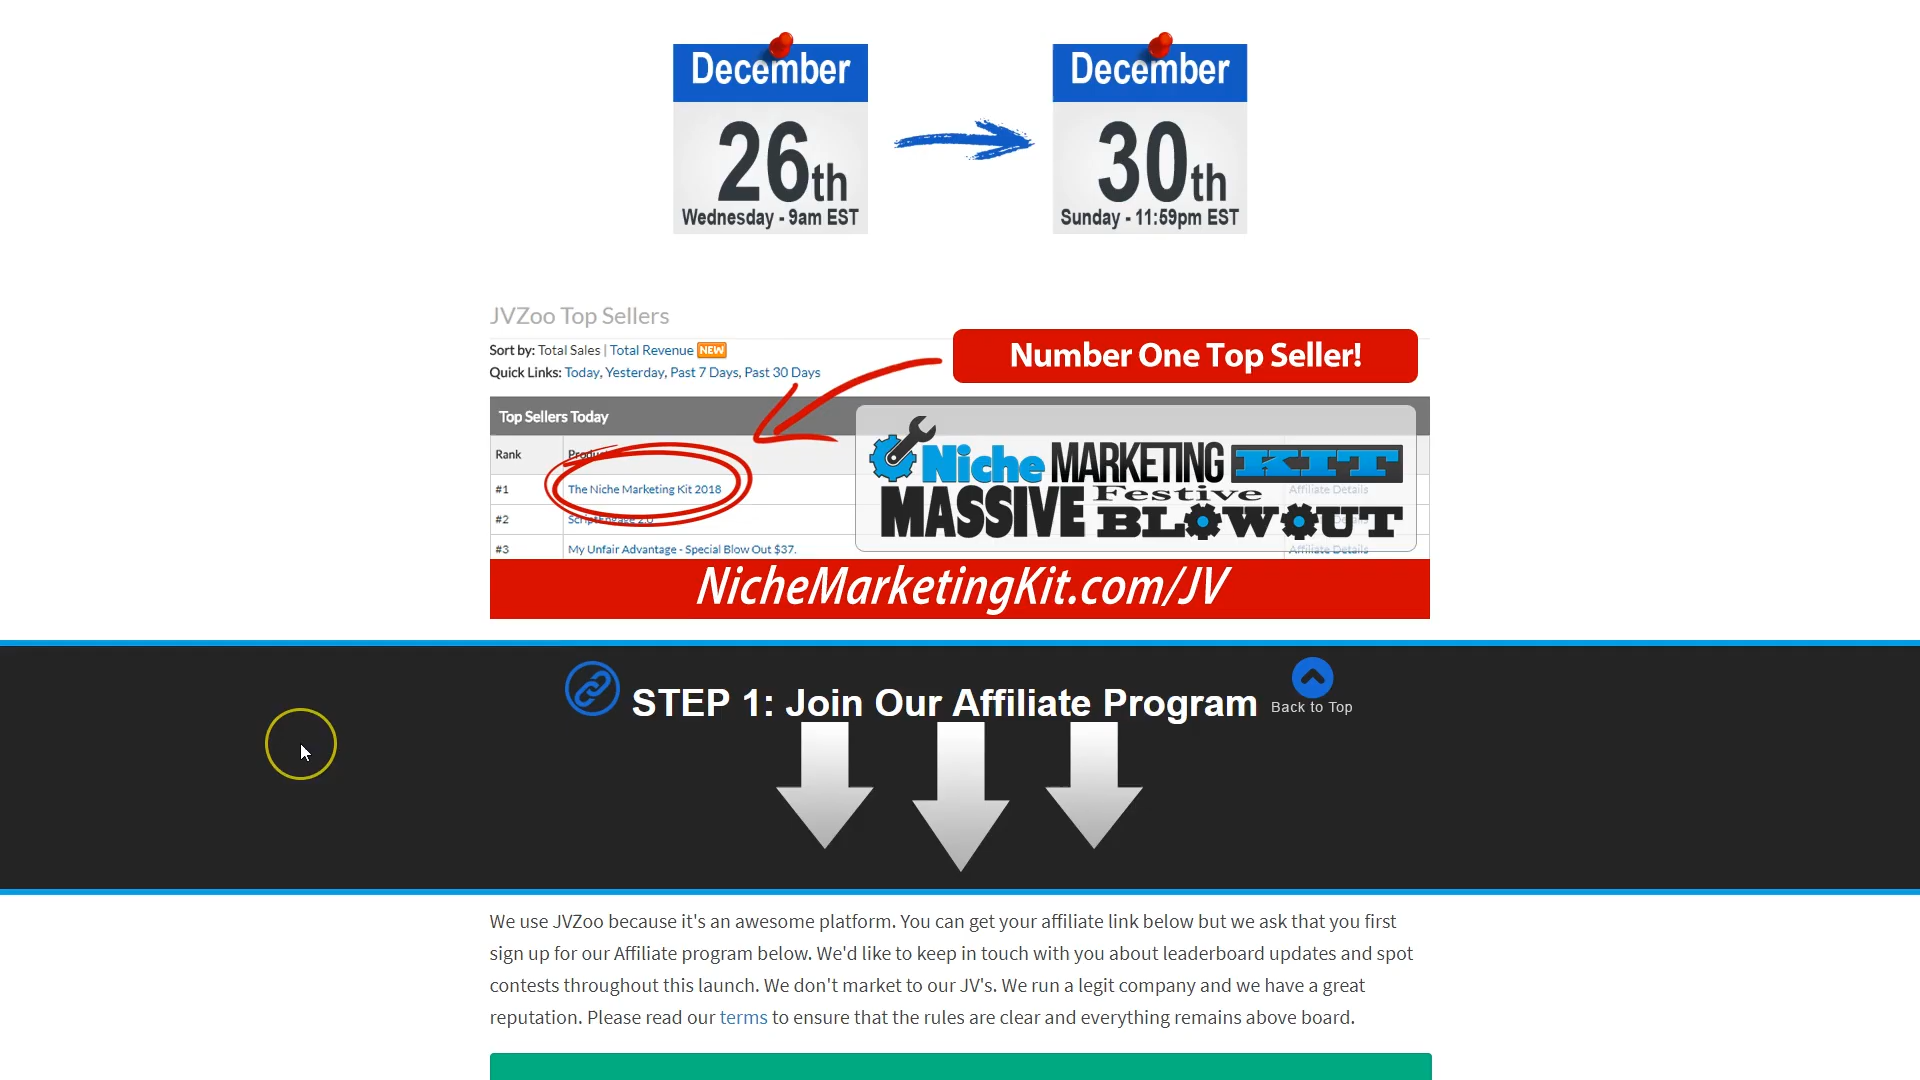 December
26th
Wednesday - 9am EST
December
30th
Sunday - 11:59pm EST
JVZoo Top Sellers
Sort by: Total Sales | Total Revenue NEW
Quick Links: Today, Yesterday, Past 7 Days, Past 30 Days
Number One Top Seller!
Top Sellers Today
Rank
Product
#1 The Niche Marketing Kit 2018
Affiliate Details
#2
#3 My Unfair Advantage - Special Blow Out $37.
Affiliate Details
Niche MARKETING KIT
MASSIVE Festive
BLOWOUT
NicheMarketingKit.com/JV
STEP 1: Join Our Affiliate Program
Back to Top
We use JVZoo because it's an awesome platform. You can get your affiliate link below but we ask that you first
sign up for our Affiliate program below. We'd like to keep in touch with you about leaderboard updates and spot
contests throughout this launch. We don't market to our JV's. We run a legit company and we have a great
reputation. Please read our terms to ensure that the rules are clear and everything remains above board.